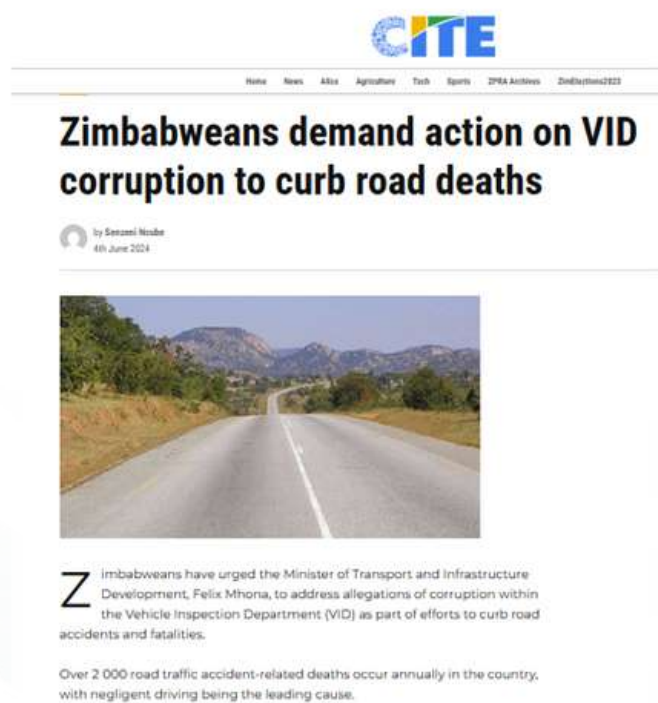 CITE
Home News Allce Agriculture Tech Sports ZPRA Archives ZimElections2023
Zimbabweans demand action on VID
corruption to curb road deaths
by Senzeni Ncube
4th June 2024
Zimbabweans have urged the Minister of Transport and Infrastructure
Development, Felix Mhona, to address allegations of corruption within
the Vehicle Inspection Department (VID) as part of efforts to curb road
accidents and fatalities.
Over 2 000 road traffic accident-related deaths occur annually in the country,
with negligent driving being the leading cause.